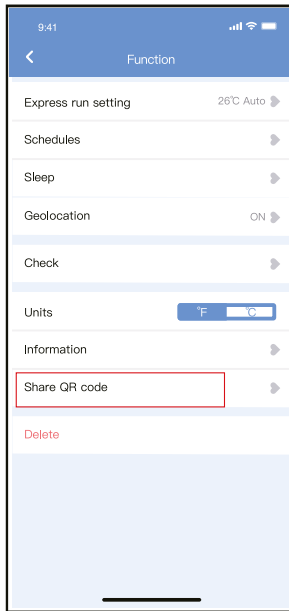 9:41
Function
Express run setting 26℃ Auto
Schedules
Sleep
Geolocation ON
Check
Units °F °C
Information
Share QR code
Delete